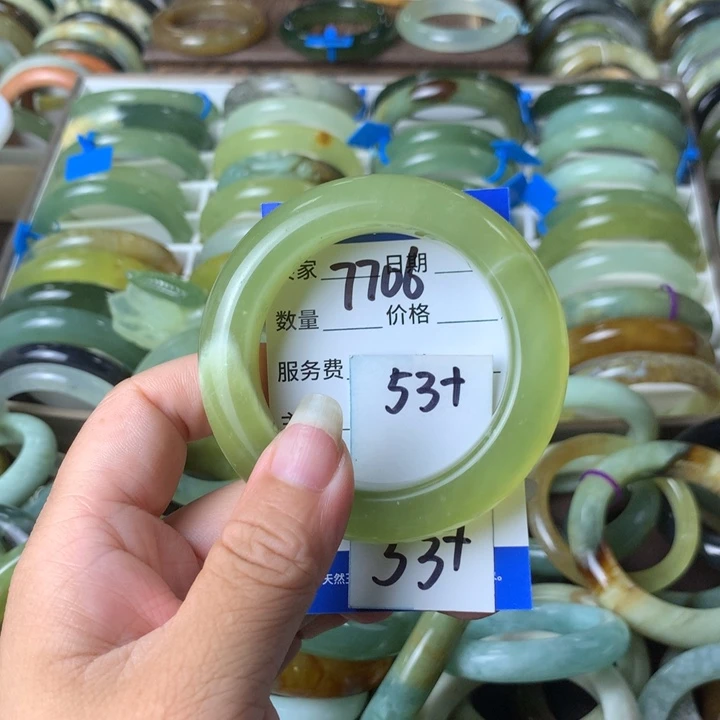 家 7706 日期
数量 价格
服务费
53+
53+
天然